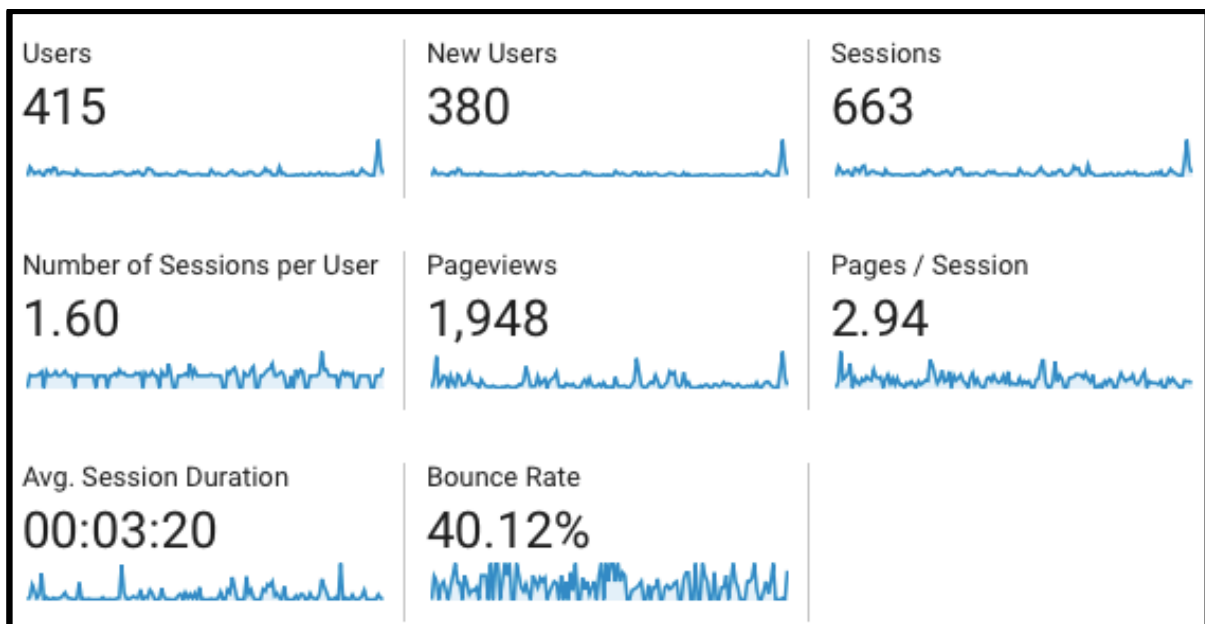 Users
415
New Users
380
Sessions
663
Number of Sessions per User
1.60
Pageviews
1,948
Pages / Session
2.94
Avg. Session Duration
00:03:20
Bounce Rate
40.12%